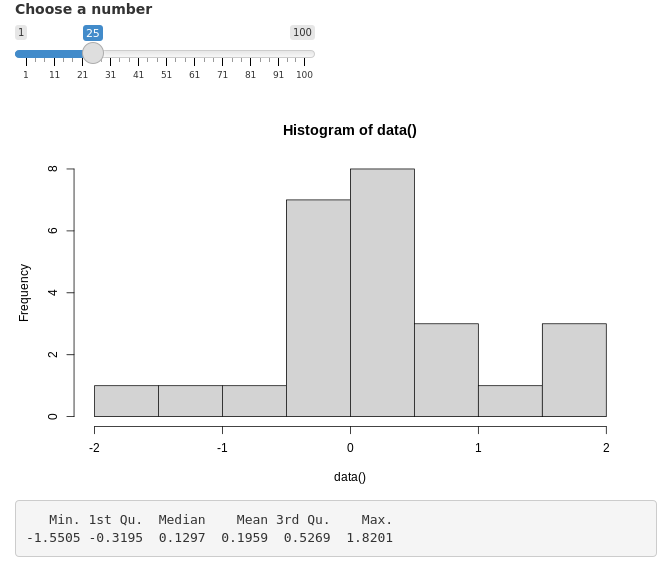 Choose a number
1 25 100
1 11 21 31 41 51 61 71 81 91 100
Histogram of data()
Frequency
8
6
4
2
0
-2 -1 0 1 2
data()
Min. 1st Qu. Median Mean 3rd Qu. Max.
-1.5505 -0.3195 0.1297 0.1959 0.5269 1.8201